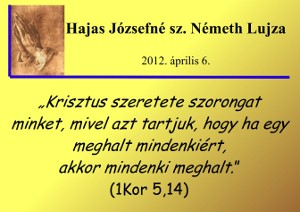 Hajas Józsefné sz. Németh Lujza
2012. április 6.
„Krisztus szeretete szorongat
minket, mivel azt tartjuk, hogy ha egy
meghalt mindenkiért,
akkor mindenki meghalt."
(1Kor 5,14)